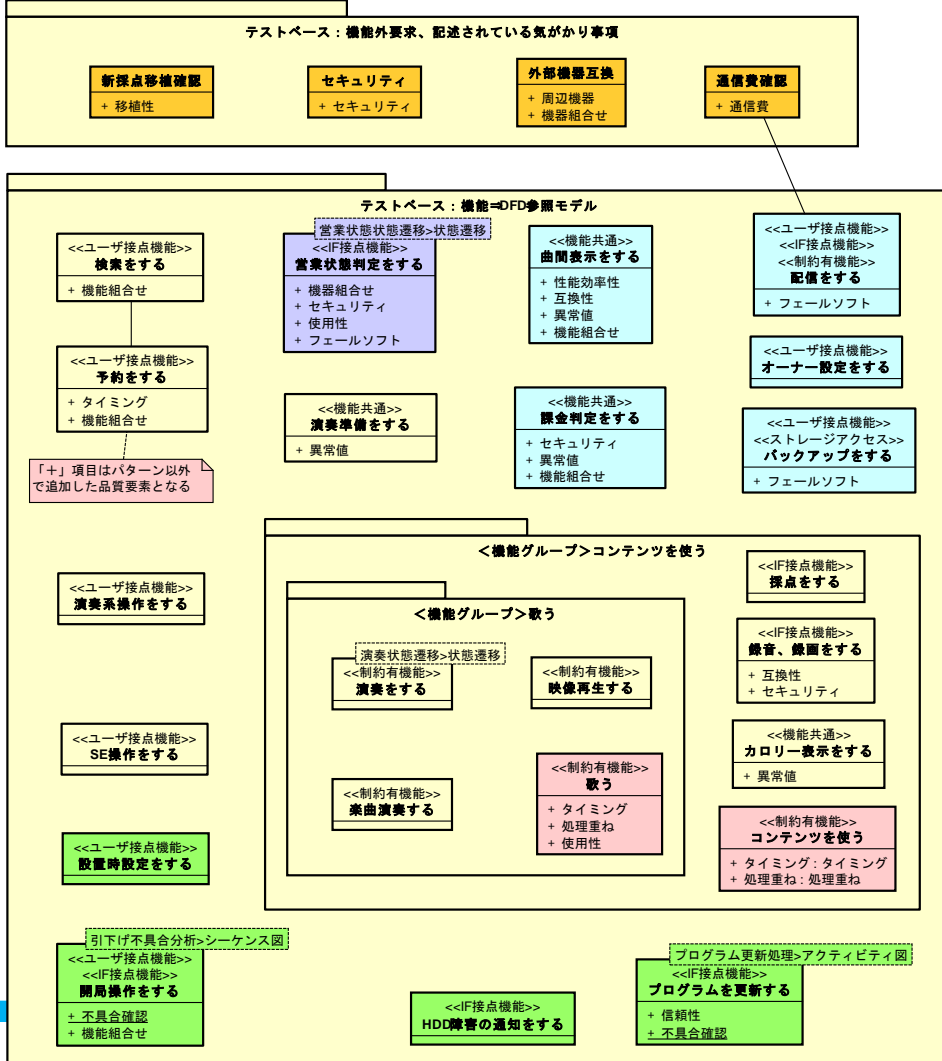 テストベース：機能外要求、記述されている気がかり事項
新採点移植確認
+ 移植性
セキュリティ
+ セキュリティ
外部機器互換
+ 周辺機器
+ 機器組合せ
通信費確認
+ 通信費
テストベース：機能=DFD参照モデル
<<ユーザ接点機能>>
検索をする
+ 機能組合せ
営業状態状態遷移>状態遷移
<<IF接点機能>>
営業状態判定をする
+ 機器組合せ
+ セキュリティ
+ 使用性
+ フェールソフト
<<機能共通>>
曲間表示をする
+ 性能効率性
+ 互換性
+ 異常値
+ 機能組合せ
<<ユーザ接点機能>>
<<IF接点機能>>
<<制約有機能>>
配信をする
+ フェールソフト
<<ユーザ接点機能>>
予約をする
+ タイミング
+ 機能組合せ
<<機能共通>>
演奏準備をする
+ 異常値
<<機能共通>>
課金判定をする
+ セキュリティ
+ 異常値
+ 機能組合せ
<<ユーザ接点機能>>
オーナー設定をする
<<ユーザ接点機能>>
<<ストレージアクセス>>
バックアップをする
+ フェールソフト
「＋」項目はパターン以外
で追加した品質要素となる
＜機能グループ＞コンテンツを使う
<<ユーザ接点機能>>
演奏系操作をする
＜機能グループ＞歌う
<<IF接点機能>>
採点をする
演奏状態遷移>状態遷移
<<制約有機能>>
演奏をする
<<制約有機能>>
映像再生する
<<IF接点機能>>
録音、録画をする
+ 互換性
+ セキュリティ
<<ユーザ接点機能>>
SE操作をする
<<機能共通>>
カロリー表示をする
+ 異常値
<<制約有機能>>
楽曲演奏する
<<制約有機能>>
歌う
+ タイミング
+ 処理重ね
+ 使用性
<<制約有機能>>
コンテンツを使う
+ タイミング : タイミング
+ 処理重ね : 処理重ね
<<ユーザ接点機能>>
設置時設定をする
引下げ不具合分析>シーケンス図
<<ユーザ接点機能>>
<<IF接点機能>>
開局操作をする
+ 不具合確認
+ 機能組合せ
<<IF接点機能>>
HDD障害の通知をする
プログラム更新処理>アクティビティ図
<<IF接点機能>>
プログラムを更新する
+ 信頼性
+ 不具合確認